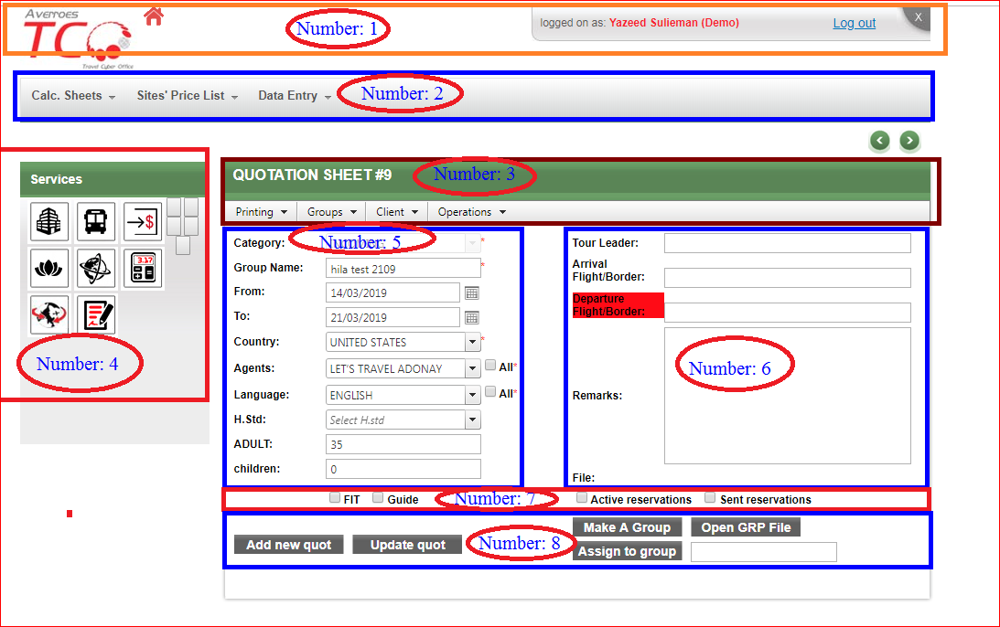 Averroes
TCO
Travel Cyber Office
Number: 1
logged on as: Yazeed Sulieman (Demo)
Log out
X
Calc. Sheets
Sites' Price List
Data Entry
Number: 2
Services
3.17
Number: 4
QUOTATION SHEET #9
Number: 3
Printing
Groups
Client
Operations
Category:
Number: 5
*
Group Name:
hila test 2109
*
From:
14/03/2019
To:
21/03/2019
Country:
UNITED STATES
*
Agents:
LET'S TRAVEL ADONAY
All*
Language:
ENGLISH
All*
H.Std:
Select H.std
ADULT:
35
children:
0
Tour Leader:
Arrival
Flight/Border:
Departure
Flight/Border:
Number: 6
Remarks:
File:
FIT
Guide
Number: 7
Active reservations
Sent reservations
Add new quot
Update quot
Number: 8
Make A Group
Open GRP File
Assign to group